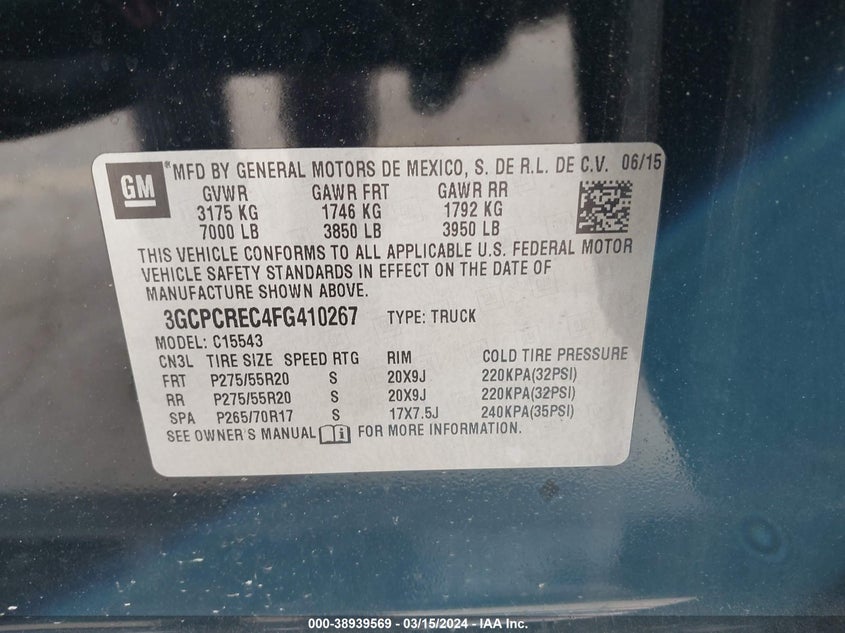 GM
*MFD BY GENERAL MOTORS DE MEXICO, S. DE R.L. DE C.V. 06/15
GVWR GAWR FRT GAWR RR
3175 KG 1746 KG 1792 KG
7000 LB 3850 LB 3950 LB
THIS VEHICLE CONFORMS TO ALL APPLICABLE U.S. FEDERAL MOTOR
VEHICLE SAFETY STANDARDS IN EFFECT ON THE DATE OF
MANUFACTURE SHOWN ABOVE.
3GCPCREC4FG410267 TYPE: TRUCK
MODEL: C15543
CN3L TIRE SIZE SPEED RTG RIM COLD TIRE PRESSURE
FRT P275/55R20 S 20X9J 220KPA(32PSI)
RR P275/55R20 S 20X9J 220KPA(32PSI)
SPA P265/70R17 S 17X7.5J 240KPA(35PSI)
SEE OWNER'S MANUAL FOR MORE INFORMATION.
000-38939569 - 03/15/2024 - IAA Inc.